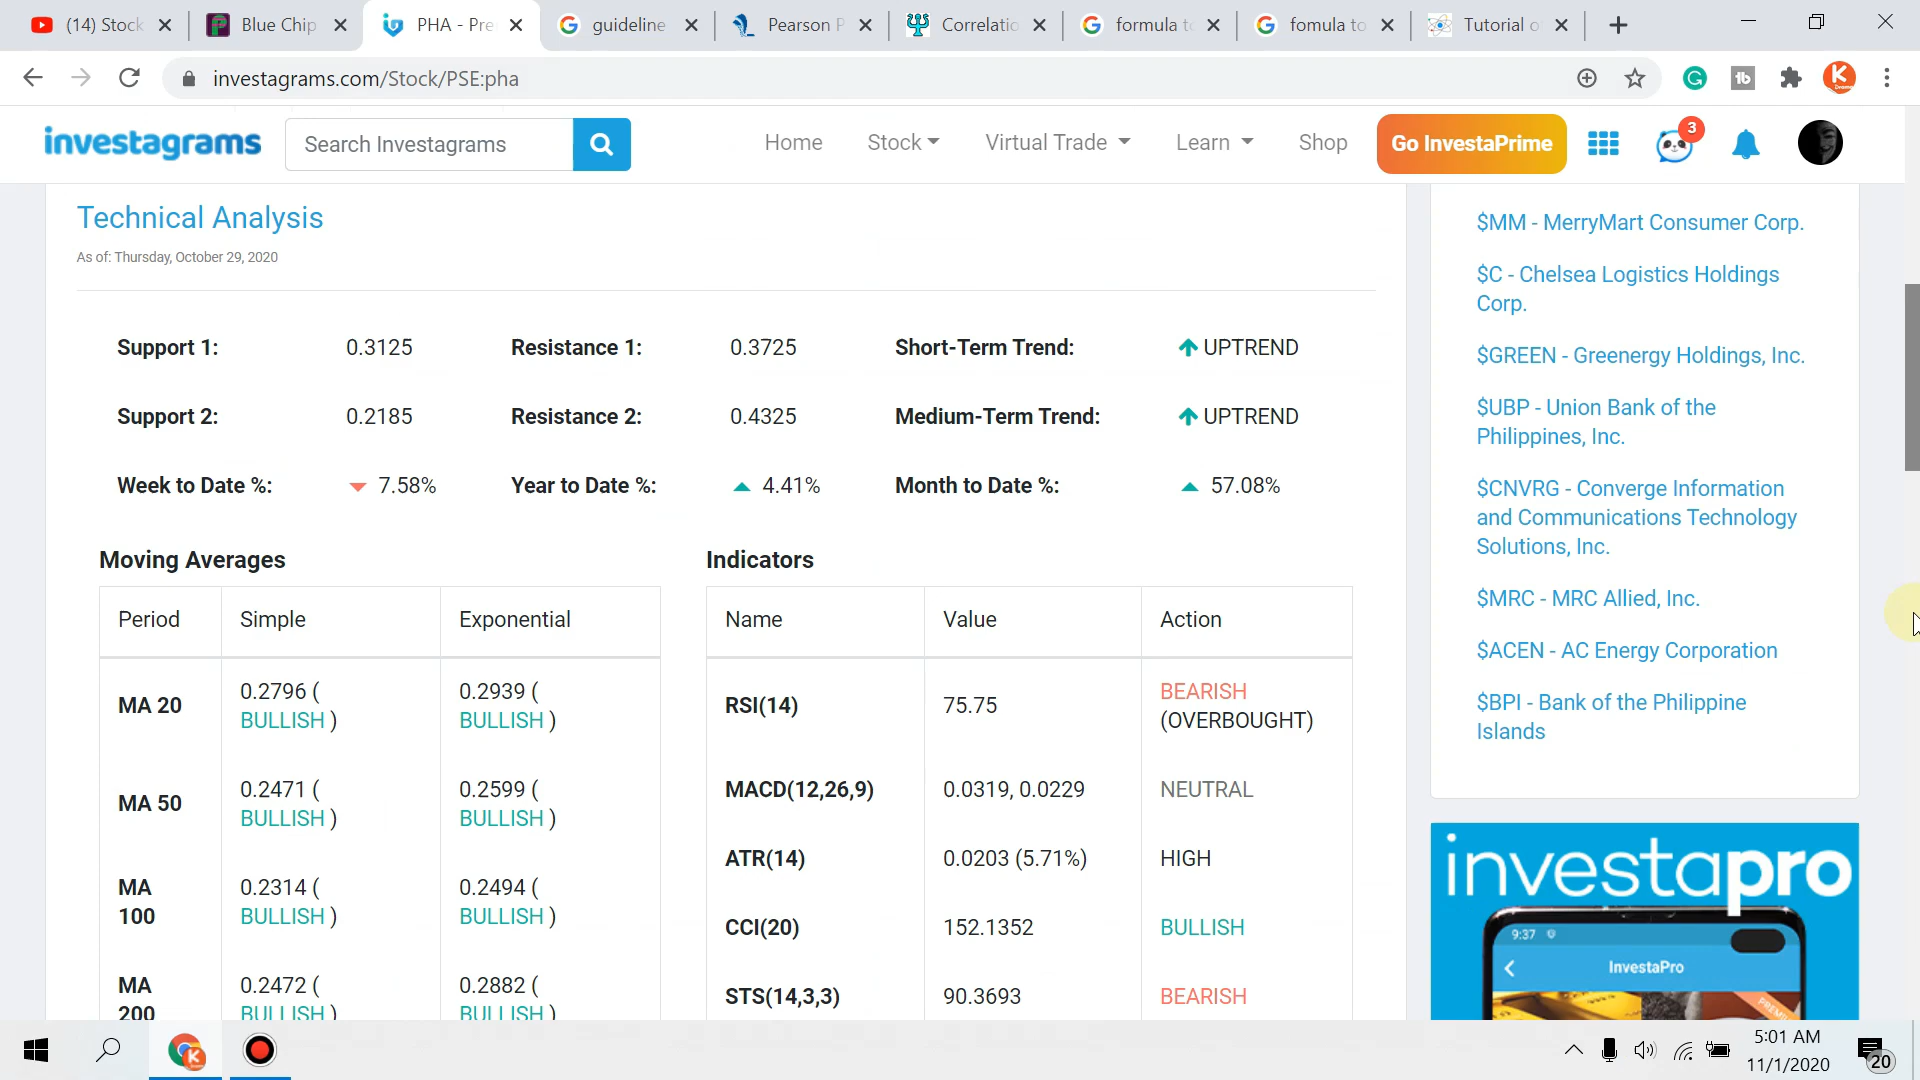 (14) Stock
Blue Chip
PHA - Pre
guideline
Pearson P
Correlatio
formula t
fomula to
Tutorial o
investagrams.com/Stock/PSE:pha
investagrams
Search Investagrams
Home
Stock
Virtual Trade
Learn
Shop
Go InvestaPrime
3
Technical Analysis
As of: Thursday, October 29, 2020
Support 1: 0.3125 Resistance 1: 0.3725 Short-Term Trend: UPTREND
Support 2: 0.2185 Resistance 2: 0.4325 Medium-Term Trend: UPTREND
Week to Date %: 7.58% Year to Date %: 4.41% Month to Date %: 57.08%
Moving Averages
Period Simple Exponential
MA 20 0.2796 ( BULLISH ) 0.2939 ( BULLISH )
MA 50 0.2471 ( BULLISH ) 0.2599 ( BULLISH )
MA 100 0.2314 ( BULLISH ) 0.2494 ( BULLISH )
MA 200 0.2472 ( BULLISH ) 0.2882 ( BULLISH )
Indicators
Name Value Action
RSI(14) 75.75 BEARISH (OVERBOUGHT)
MACD(12,26,9) 0.0319, 0.0229 NEUTRAL
ATR(14) 0.0203 (5.71%) HIGH
CCI(20) 152.1352 BULLISH
STS(14,3,3) 90.3693 BEARISH
$MM - MerryMart Consumer Corp.
$C - Chelsea Logistics Holdings
Corp.
$GREEN - Greenergy Holdings, Inc.
$UBP - Union Bank of the
Philippines, Inc.
$CNVRG - Converge Information
and Communications Technology
Solutions, Inc.
$MRC - MRC Allied, Inc.
$ACEN - AC Energy Corporation
$BPI - Bank of the Philippine
Islands
investapro
9:37
InvestaPro
5:01 AM
11/1/2020
20